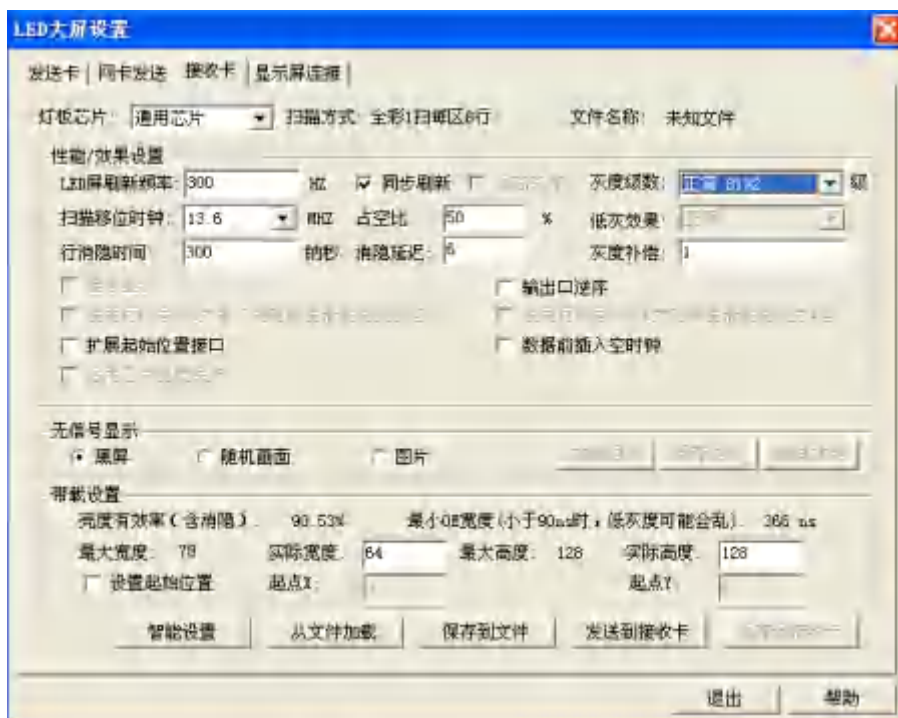 LED大屏设置
发送卡 网卡发送 接收卡 显示屏连接
灯板芯片: 通用芯片 扫描方式: 全彩1扫 文件名称: 未知文件
性能/效果设置
LED屏刷新频率: 300 HZ 同步刷新 灰度级数: 正常 8192 级
扫描移位时钟: 13.6 MHZ 占空比 50 % 低灰效果:
行消隐时间 300 纳秒 消隐延迟: 6 灰度补偿: 1
输出口逆序
扩展起始位置接口 数据前插入空时钟
无信号显示
黑屏 随机画面 图片
带载设置
亮度有效率(含消隐): 90.53% 最小OE宽度(小于90ns时,低灰度可能会乱): 366 ns
最大宽度: 79 实际宽度: 64 最大高度: 128 实际高度: 128
设置起始位置 起点X: 起点Y:
智能设置 从文件加载 保存到文件 发送到接收卡
退出 帮助